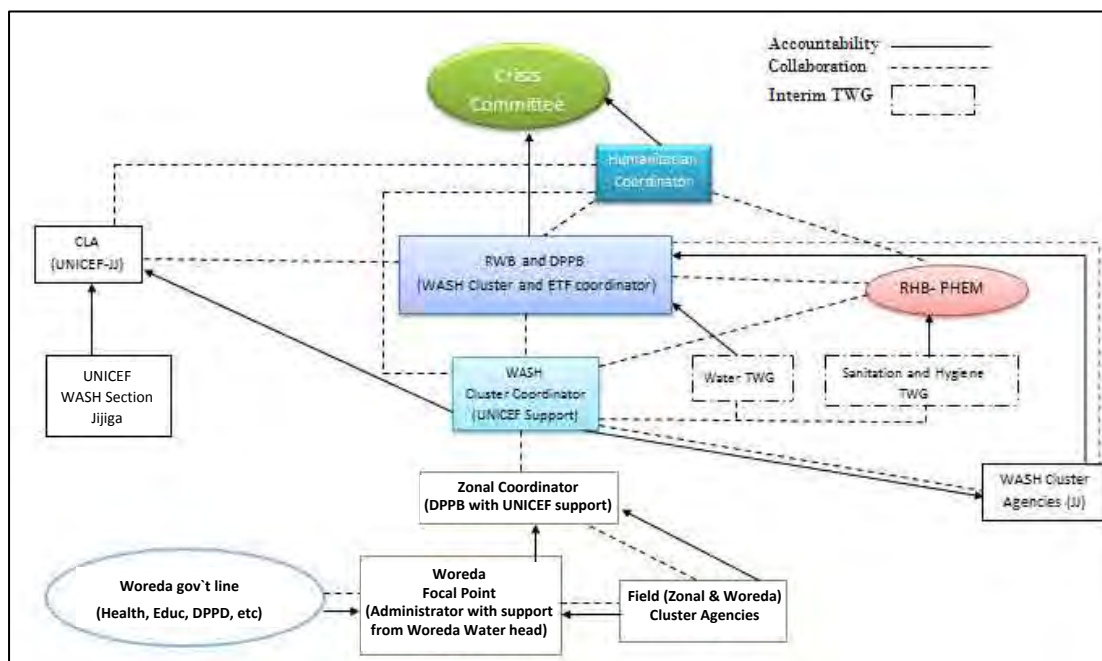 Accountability
Collaboration
Interim TWG
Crisis
Committee
Humanitarian
Coordinator
CLA
(UNICEF-JJ)
RWB and DPPB
(WASH Cluster and ETF coordinator)
RHB- PHEM
UNICEF
WASH Section
Jijiga
WASH
Cluster Coordinator
(UNICEF Support)
Water TWG
Sanitation and Hygiene
TWG
WASH Cluster
Agencies (JJ)
Zonal Coordinator
(DPPB with UNICEF support)
Woreda gov`t line
(Health, Educ, DPPD, etc)
Woreda
Focal Point
(Administrator with support
from Woreda Water head)
Field (Zonal & Woreda)
Cluster Agencies